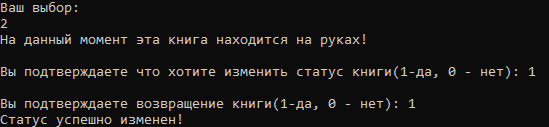 Ваш выбор:
2
На данный момент эта книга находится на руках!
Вы подтверждаете что хотите изменить статус книги(1-да, 0 - нет): 1
Вы подтверждаете возвращение книги(1-да, 0 - нет): 1
Статус успешно изменен!